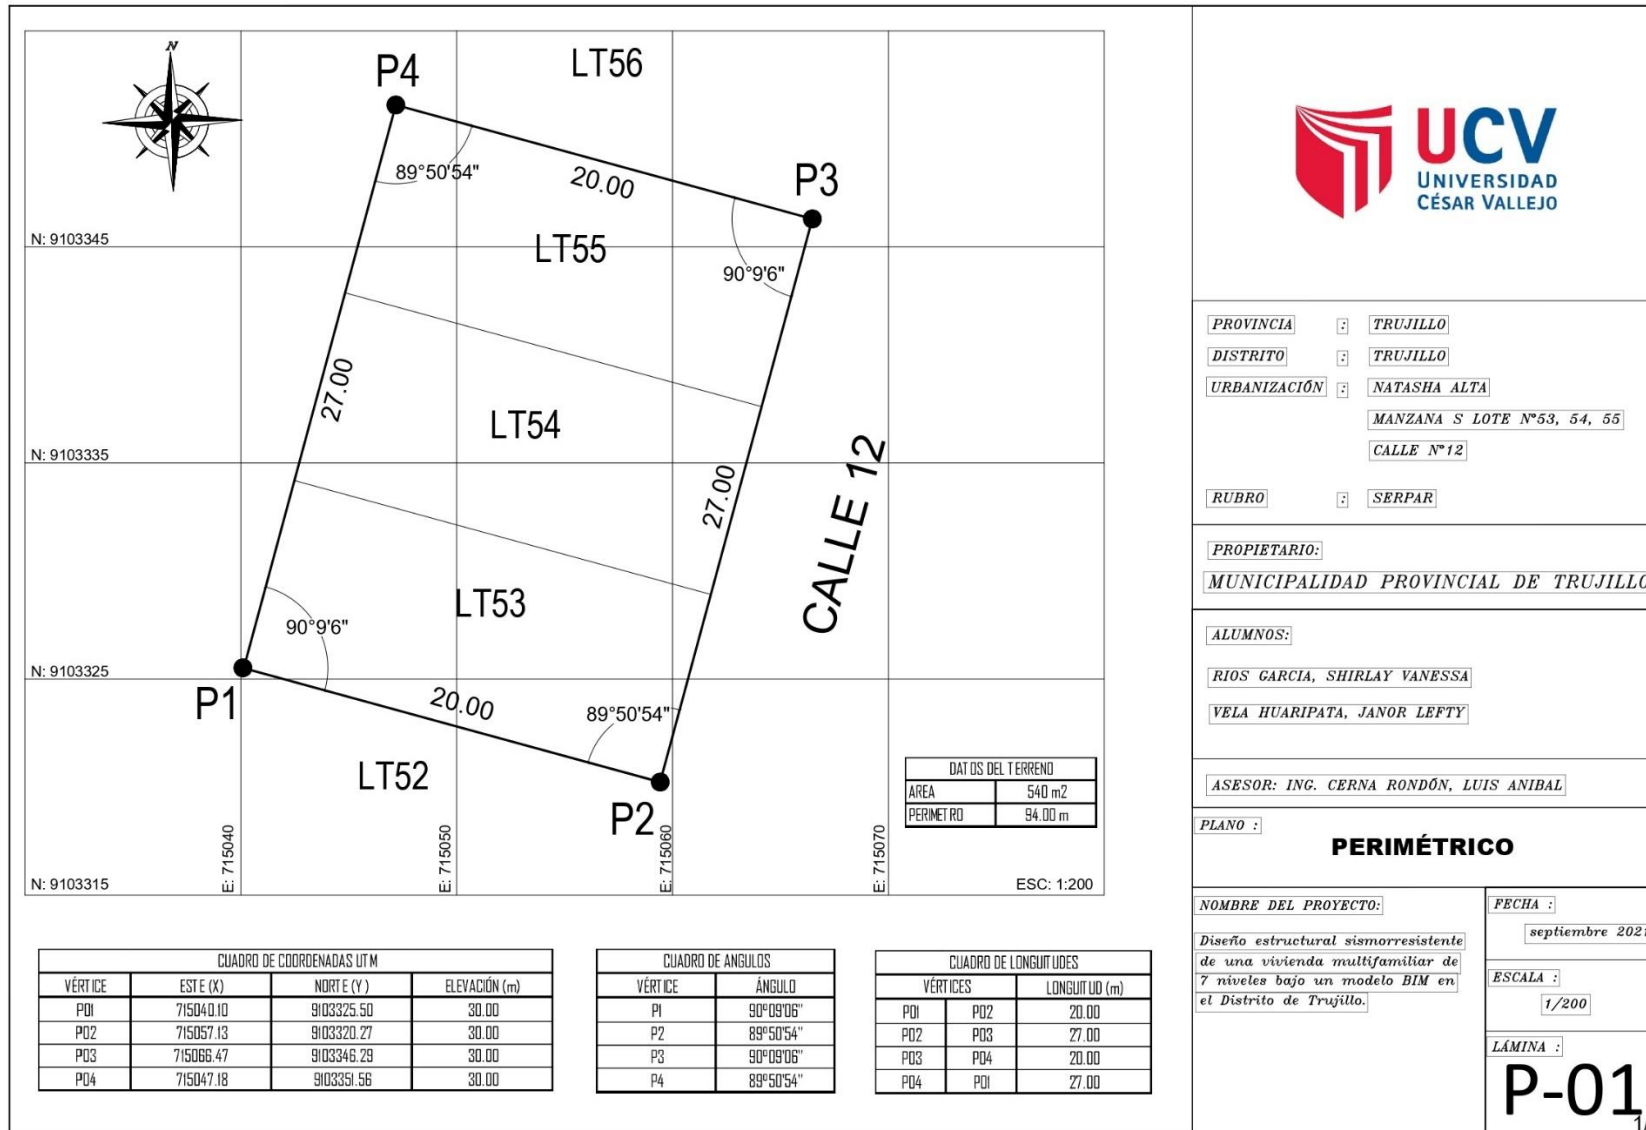 N
P4
LT56
89°50'54"
20.00
P3
N: 9103345
LT55
90°9'6"
27.00
LT54
N: 9103335
27.00
CALLE 12
LT53
90°9'6"
N: 9103325
P1
20.00
89°50'54"
LT52
P2
N: 9103315
E: 715040
E: 715050
E: 715060
E: 715070
ESC: 1:200
DATOS DEL TERRENO
AREA 540 m2
PERIMETRO 94.00 m
CUADRO DE COORDENADAS UTM
VÉRTICE ESTE (X) NORTE (Y) ELEVACIÓN (m)
P01 715040.10 9103325.50 30.00
P02 715057.13 9103320.27 30.00
P03 715066.47 9103346.29 30.00
P04 715047.18 9103351.56 30.00
CUADRO DE ANGULOS
VÉRTICE ÁNGULO
P1 90°09'06"
P2 89°50'54"
P3 90°09'06"
P4 89°50'54"
CUADRO DE LONGUITUDES
VÉRTICES LONGUITUD (m)
P01 P02 20.00
P02 P03 27.00
P03 P04 20.00
P04 P01 27.00
UCV
UNIVERSIDAD
CÉSAR VALLEJO
PROVINCIA : TRUJILLO
DISTRITO : TRUJILLO
URBANIZACIÓN : NATASHA ALTA
MANZANA S LOTE N°53, 54, 55
CALLE N°12
RUBRO : SERPAR
PROPIETARIO:
MUNICIPALIDAD PROVINCIAL DE TRUJILLO
ALUMNOS:
RIOS GARCIA, SHIRLAY VANESSA
VELA HUARIPATA, JANOR LEFTY
ASESOR: ING. CERNA RONDÓN, LUIS ANIBAL
PLANO :
PERIMÉTRICO
NOMBRE DEL PROYECTO:
Diseño estructural sismorresistente
de una vivienda multifamiliar de
7 niveles bajo un modelo BIM en
el Distrito de Trujillo.
FECHA :
septiembre 2021
ESCALA :
1/200
LÁMINA :
P-01